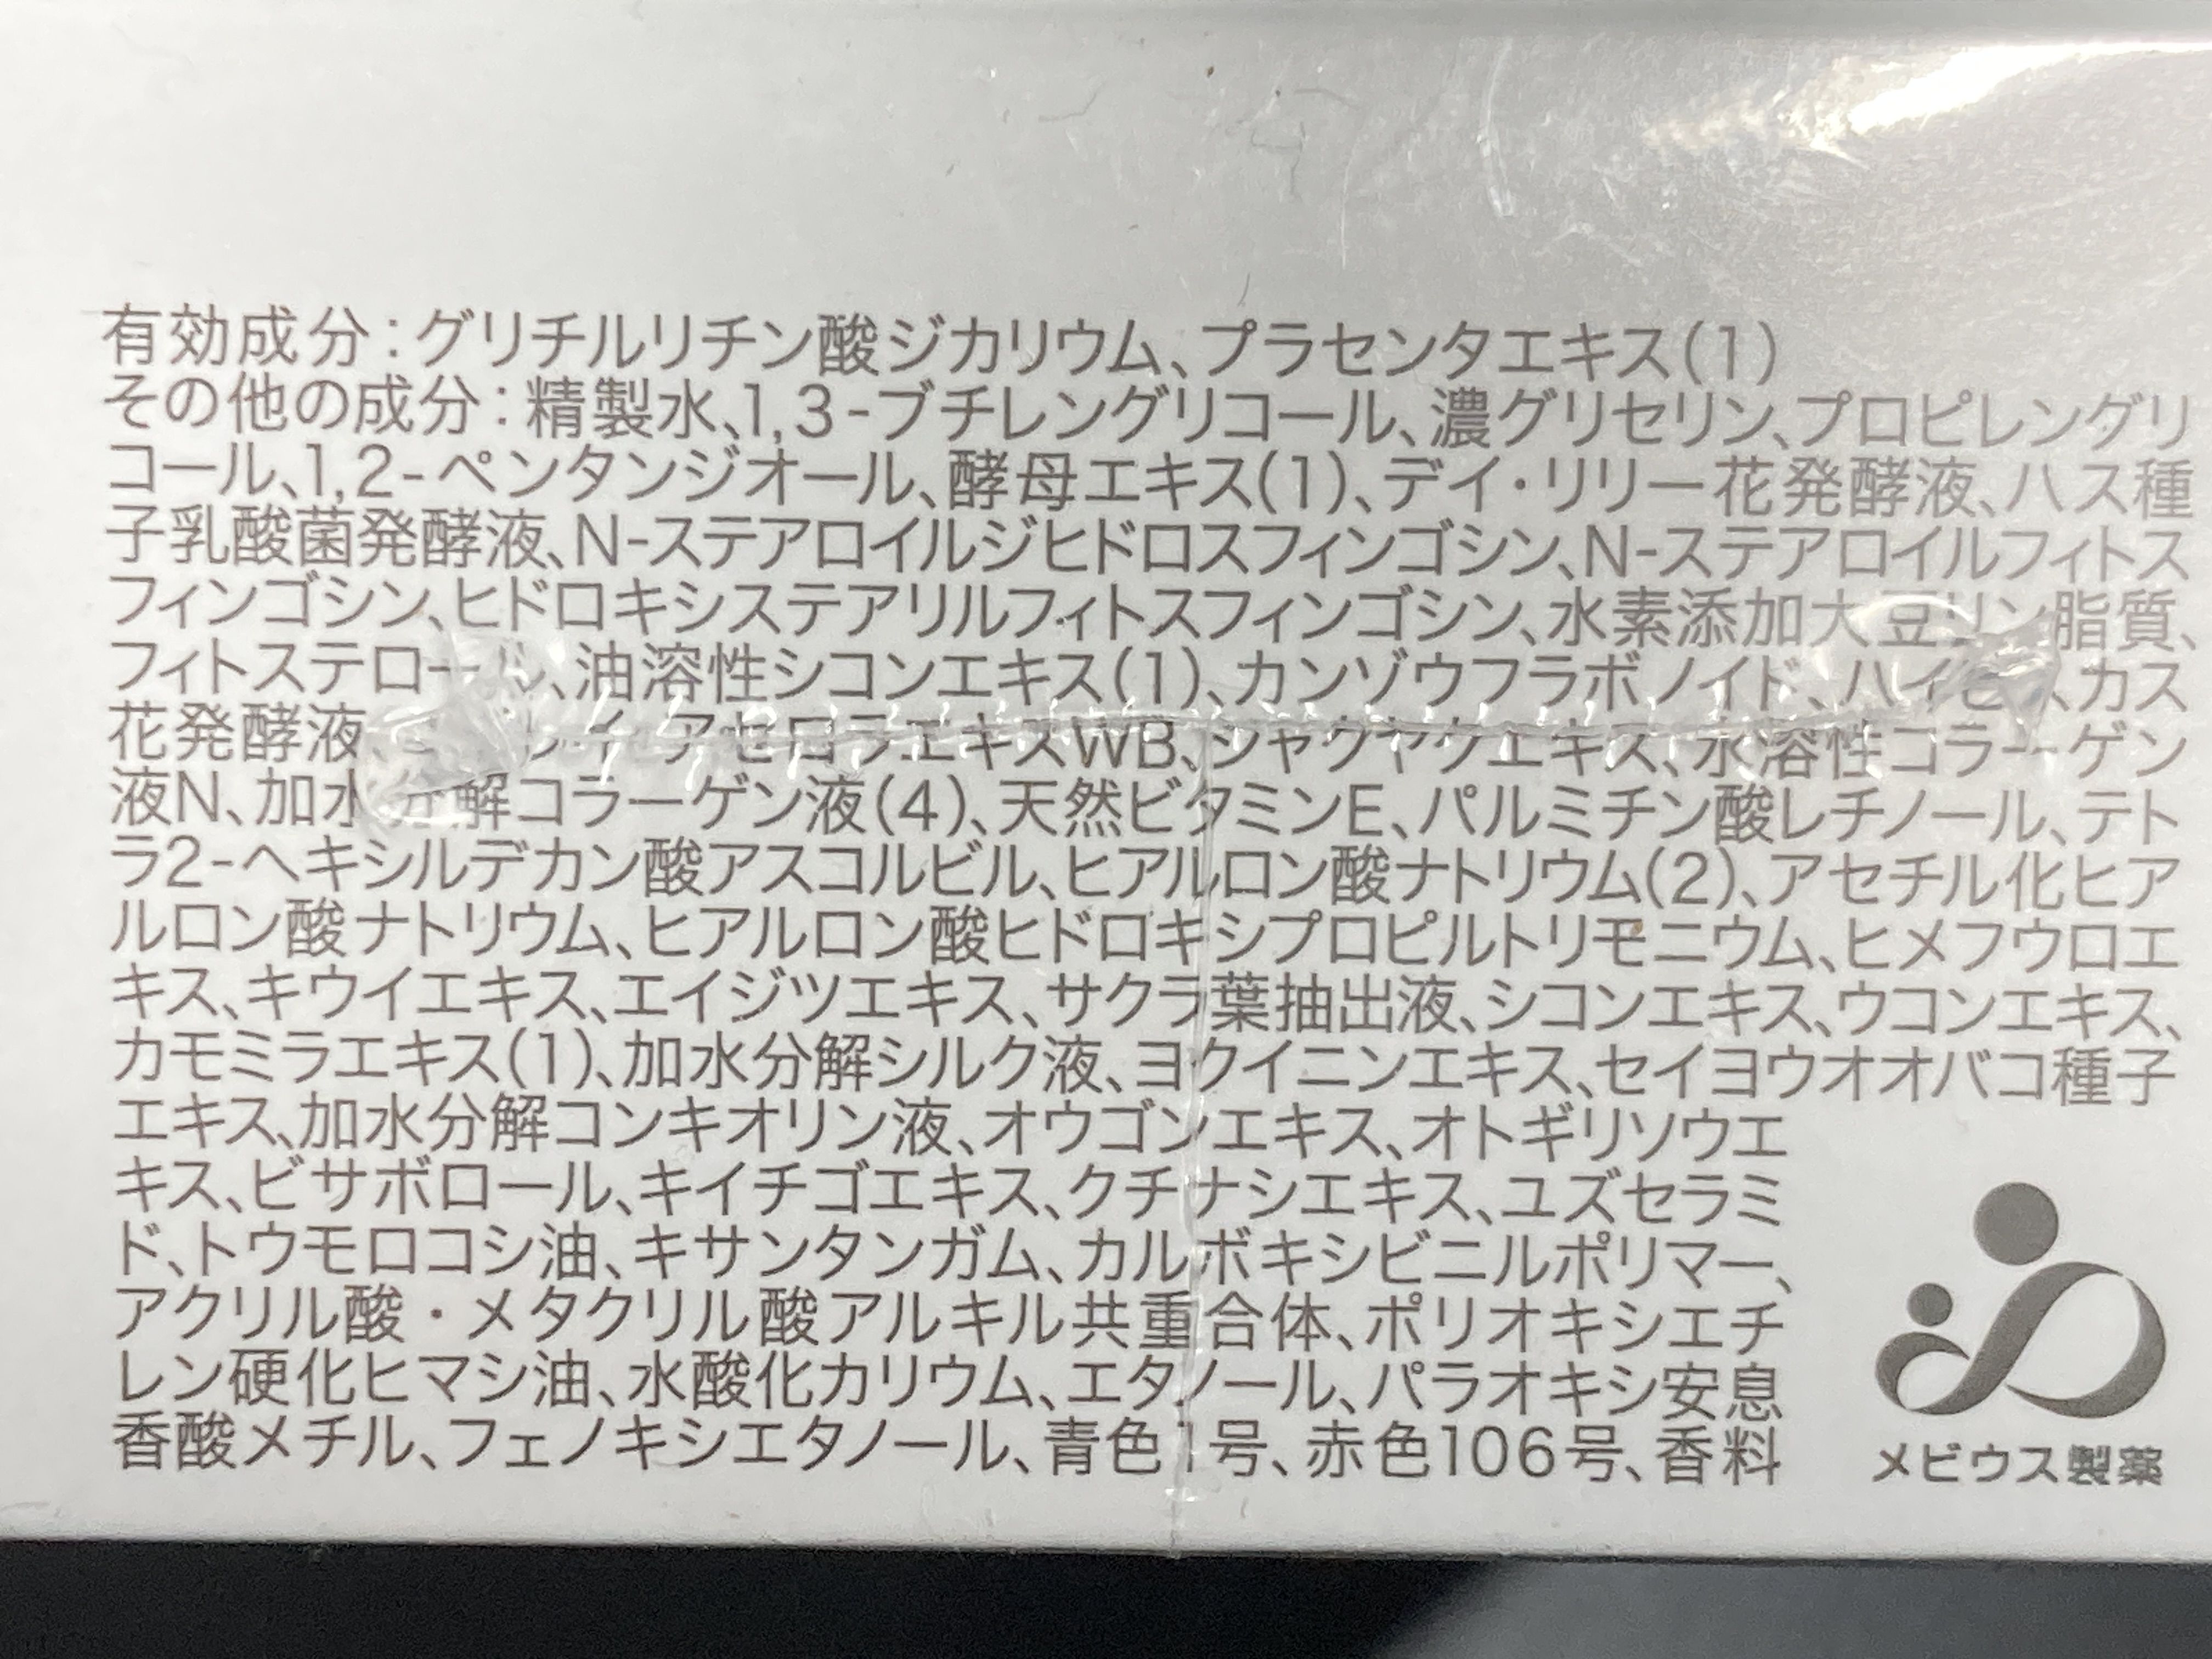 有効成分：グリチルリチン酸ジカリウム、プラセンタエキス(1)
その他の成分：精製水、1,3-ブチレングリコール、濃グリセリン、プロピレングリ
コール、1,2-ペンタンジオール、酵母エキス(1)、デイ・リリー花発酵液、ハス種
子乳酸菌発酵液、N-ステアロイルジヒドロスフィンゴシン、N-ステアロイルフィトス
フィンゴシン、ヒドロキシステアリルフィトスフィンゴシン、水素添加大豆リン脂質、
フィトステロール、油溶性シコンエキス(1)、カンゾウフラボノイド、ハイビスカス
花発酵液、アセロラエキスWB、シャクヤクエキス、水溶性コラーゲン
液N、加水分解コラーゲン液(4)、天然ビタミンE、パルミチン酸レチノール、テト
ラ2-ヘキシルデカン酸アスコルビル、ヒアルロン酸ナトリウム(2)、アセチル化ヒア
ルロン酸ナトリウム、ヒアルロン酸ヒドロキシプロピルトリモニウム、ヒメフウロエ
キス、キウイエキス、エイジツエキス、サクラ葉抽出液、シコンエキス、ウコンエキス、
カモミラエキス(1)、加水分解シルク液、ヨクイニンエキス、セイヨウオオバコ種子
エキス、加水分解コンキオリン液、オウゴンエキス、オトギリソウエ
キス、ビサボロール、キイチゴエキス、クチナシエキス、ユズセラミ
ド、トウモロコシ油、キサンタンガム、カルボキシビニルポリマー、
アクリル酸・メタクリル酸アルキル共重合体、ポリオキシエチ
レン硬化ヒマシ油、水酸化カリウム、エタノール、パラオキシ安息
香酸メチル、フェノキシエタノール、青色1号、赤色106号、香料
メビウス製薬